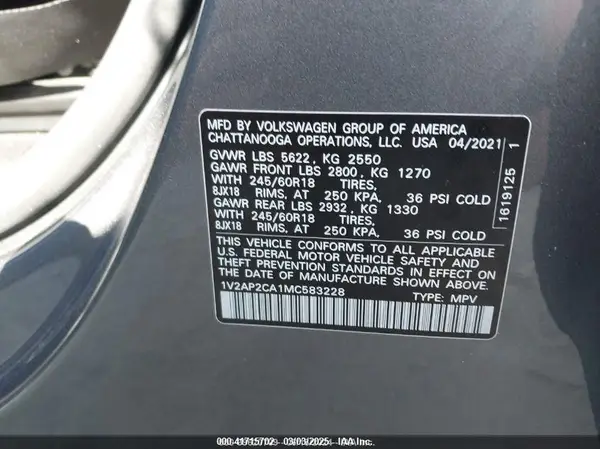 MFD BY VOLKSWAGEN GROUP OF AMERICA
CHATTANOOGA OPERATIONS, LLC. USA 04/2021
GVWR LBS 5622, KG 2550
GAWR FRONT LBS 2800, KG 1270
WITH 245/60R18 TIRES,
8JX18 RIMS, AT 250 KPA, 36 PSI COLD
GAWR REAR LBS 2932, KG 1330
WITH 245/60R18 TIRES,
8JX18 RIMS, AT 250 KPA, 36 PSI COLD
THIS VEHICLE CONFORMS TO ALL APPLICABLE
U.S. FEDERAL MOTOR VEHICLE SAFETY AND
THEFT PREVENTION STANDARDS IN EFFECT ON
THE DATE OF MANUFACTURE SHOWN ABOVE.
1V2AP2CA1MC583228 TYPE: MPV
1619125 1
000 41715702 03/03/2025 IAA Inc.